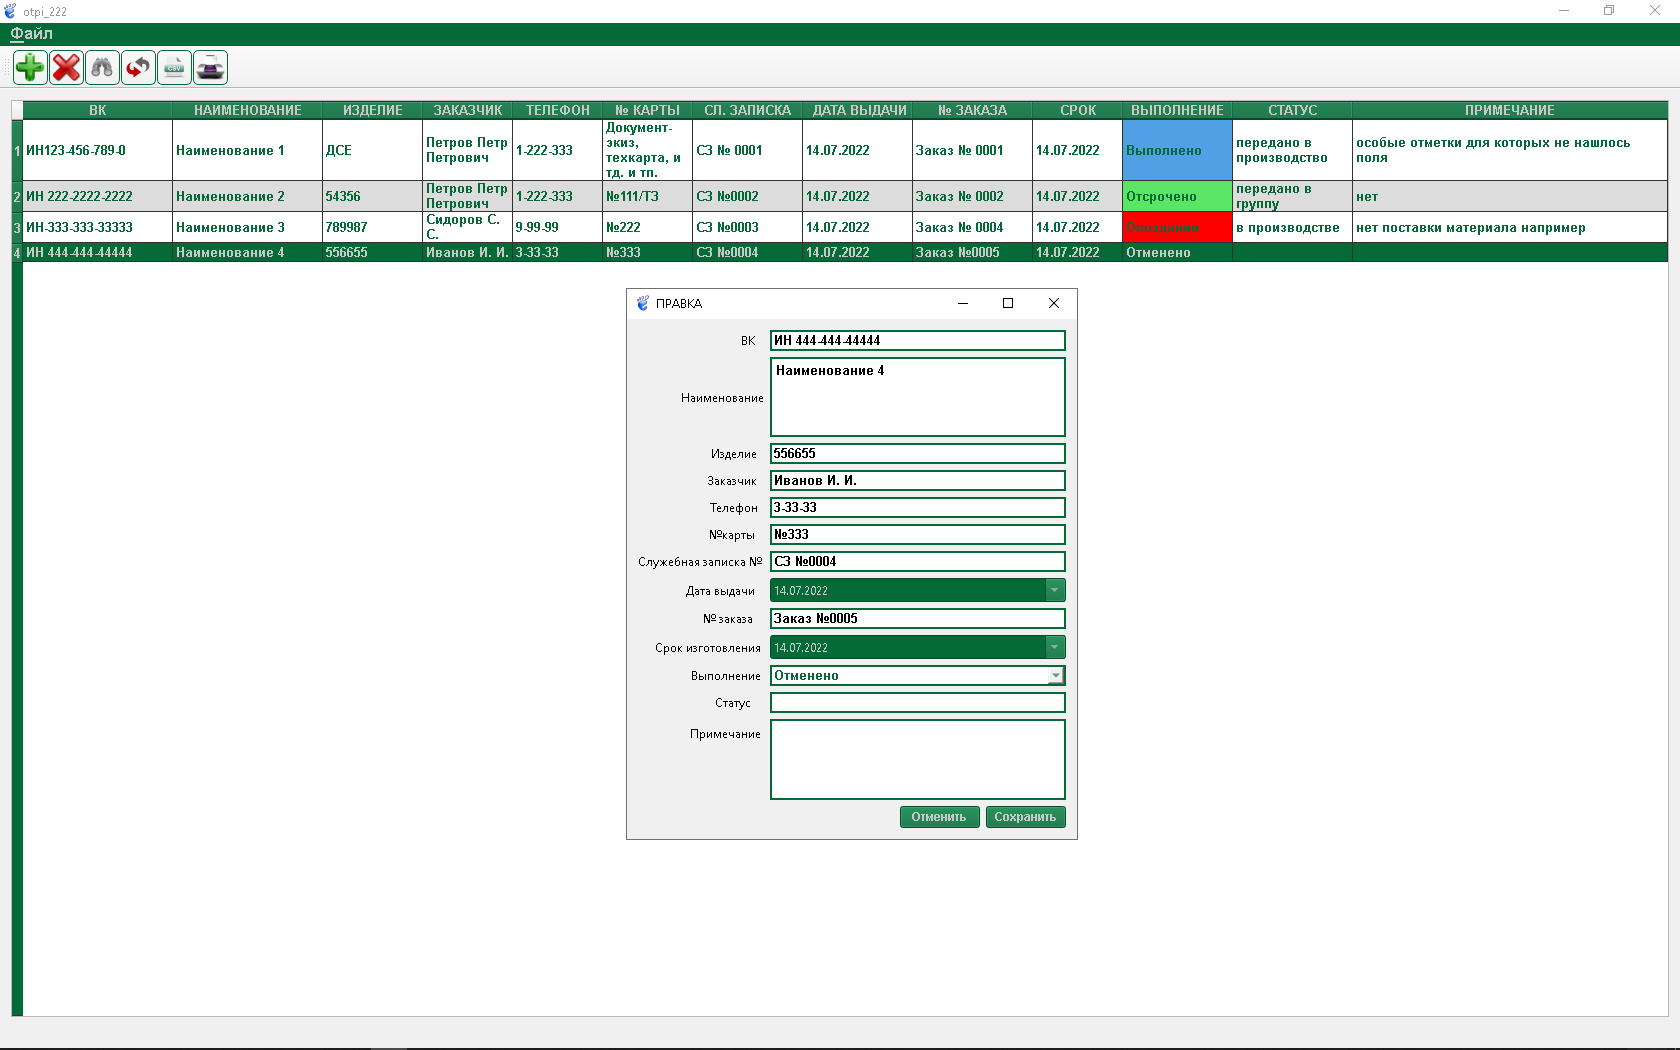 otpi_222
Файл
CSV
ВК НАИМЕНОВАНИЕ ИЗДЕЛИЕ ЗАКАЗЧИК ТЕЛЕФОН № КАРТЫ СЛ. ЗАПИСКА ДАТА ВЫДАЧИ № ЗАКАЗА СРОК ВЫПОЛНЕНИЕ СТАТУС ПРИМЕЧАНИЕ
1 ИН123-456-789-0 Наименование 1 ДСЕ Петров Петр Петрович 1-222-333 Документ-экиз, техкарта, и тд. и тп. СЗ № 0001 14.07.2022 Заказ № 0001 14.07.2022 Выполнено передано в производство особые отметки для которых не нашлось поля
2 ИН 222-2222-2222 Наименование 2 54356 Петров Петр Петрович 1-222-333 №111/ТЗ СЗ №0002 14.07.2022 Заказ № 0002 14.07.2022 Отсрочено передано в группу нет
3 ИН-333-333-33333 Наименование 3 789987 Сидоров С. С. 9-99-99 №222 СЗ №0003 14.07.2022 Заказ № 0004 14.07.2022 в производстве нет поставки материала например
4 ИН 444-444-44444 Наименование 4 556655 Иванов И. И. 3-33-33 №333 СЗ №0004 14.07.2022 Заказ №0005 14.07.2022 Отменено
ПРАВКА
ВК ИН 444-444-44444
Наименование Наименование 4
Изделие 556655
Заказчик Иванов И. И.
Телефон 3-33-33
№карты №333
Служебная записка № СЗ №0004
Дата выдачи 14.07.2022
№ заказа Заказ №0005
Срок изготовления 14.07.2022
Выполнение Отменено
Статус
Примечание
Отменить Сохранить